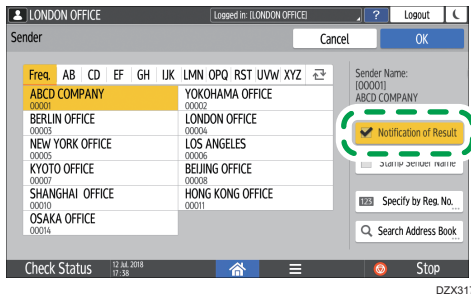 LONDON OFFICE
Logged in: [LONDON OFFICE]
?
Logout
Sender
Cancel
OK
Freq. AB CD EF GH IJK LMN OPQ RST UVW XYZ
ABCD COMPANY
00001
YOKOHAMA OFFICE
00002
BERLIN OFFICE
00003
LONDON OFFICE
00004
NEW YORK OFFICE
00005
LOS ANGELES
00006
KYOTO OFFICE
00007
BEIJING OFFICE
00008
SHANGHAI OFFICE
00010
HONG KONG OFFICE
00011
OSAKA OFFICE
00014
Sender Name:
[00001]
ABCD COMPANY
Notification of Result
Stamp Sender Name
123 Specify by Reg. No...
Search Address Book...
Check Status
12 Jul. 2018
17:38
Stop
DZX317